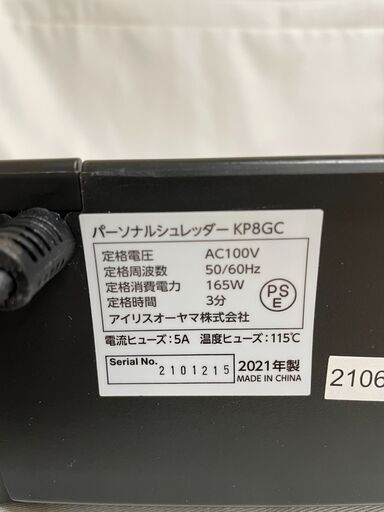 パーソナルシュレッダー KP8GC
定格電圧 AC100V
定格周波数 50/60Hz
定格消費電力 165W
定格時間 3分
アイリスオーヤマ株式会社
PS
E
電流ヒューズ:5A 温度ヒューズ:115℃
Serial No. 2101215
2021年製
MADE IN CHINA
2106